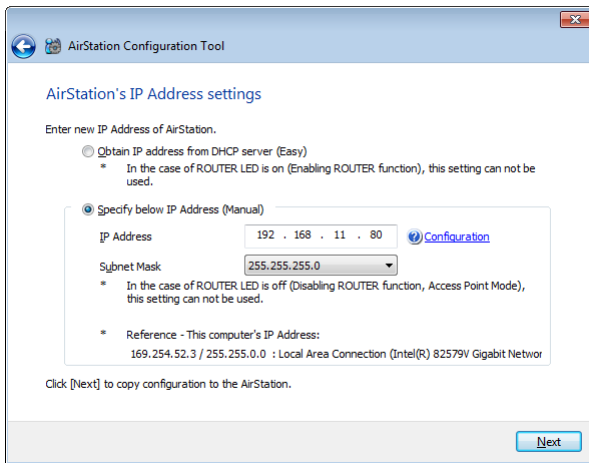 AirStation Configuration Tool
AirStation's IP Address settings
Enter new IP Address of AirStation.
Obtain IP address from DHCP server (Easy)
* In the case of ROUTER LED is on (Enabling ROUTER function), this setting can not be
used.
Specify below IP Address (Manual)
IP Address 192 . 168 . 11 . 80 Configuration
Subnet Mask 255.255.255.0
* In the case of ROUTER LED is off (Disabling ROUTER function, Access Point Mode),
this setting can not be used.
* Reference - This computer's IP Address:
169.254.52.3 / 255.255.0.0 : Local Area Connection (Intel(R) 82579V Gigabit Networ
Click [Next] to copy configuration to the AirStation.
Next